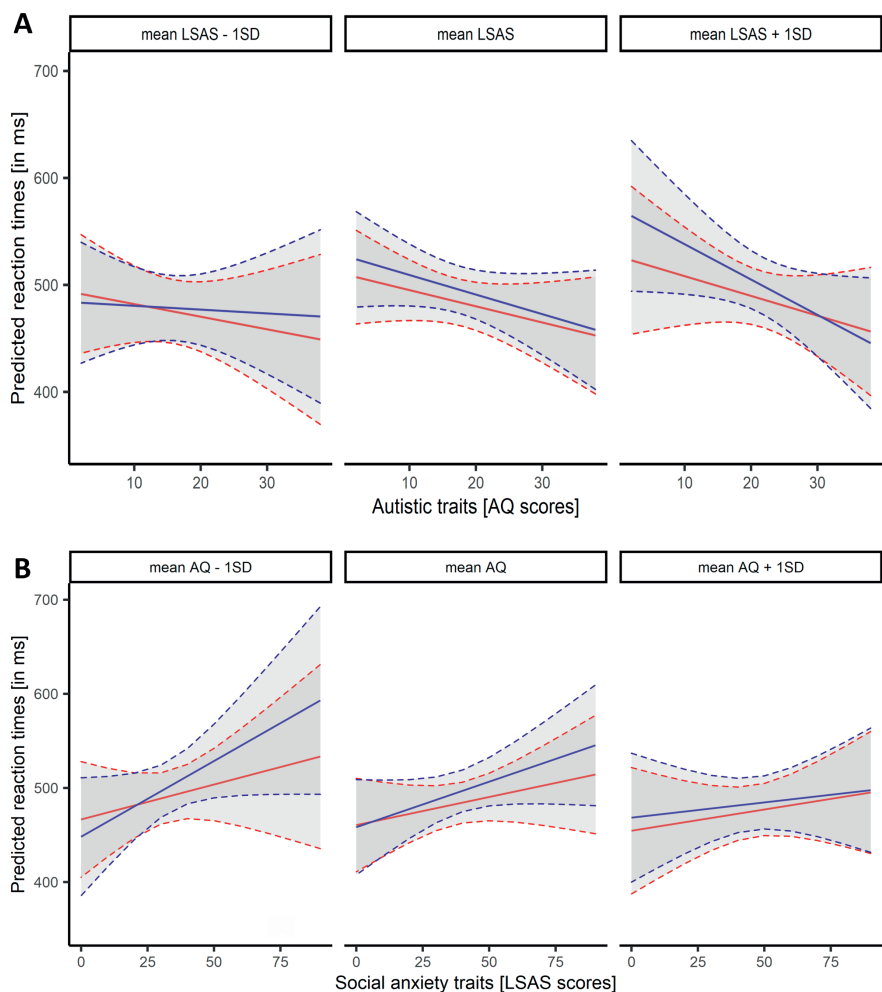 A
mean LSAS - 1SD
mean LSAS
mean LSAS + 1SD
Predicted reaction times [in ms]
700
600
500
400
10 20 30 10 20 30 10 20 30
Autistic traits [AQ scores]
B
mean AQ - 1SD
mean AQ
mean AQ + 1SD
Predicted reaction times [in ms]
700
600
500
400
0 25 50 75 0 25 50 75 0 25 50 75
Social anxiety traits [LSAS scores]